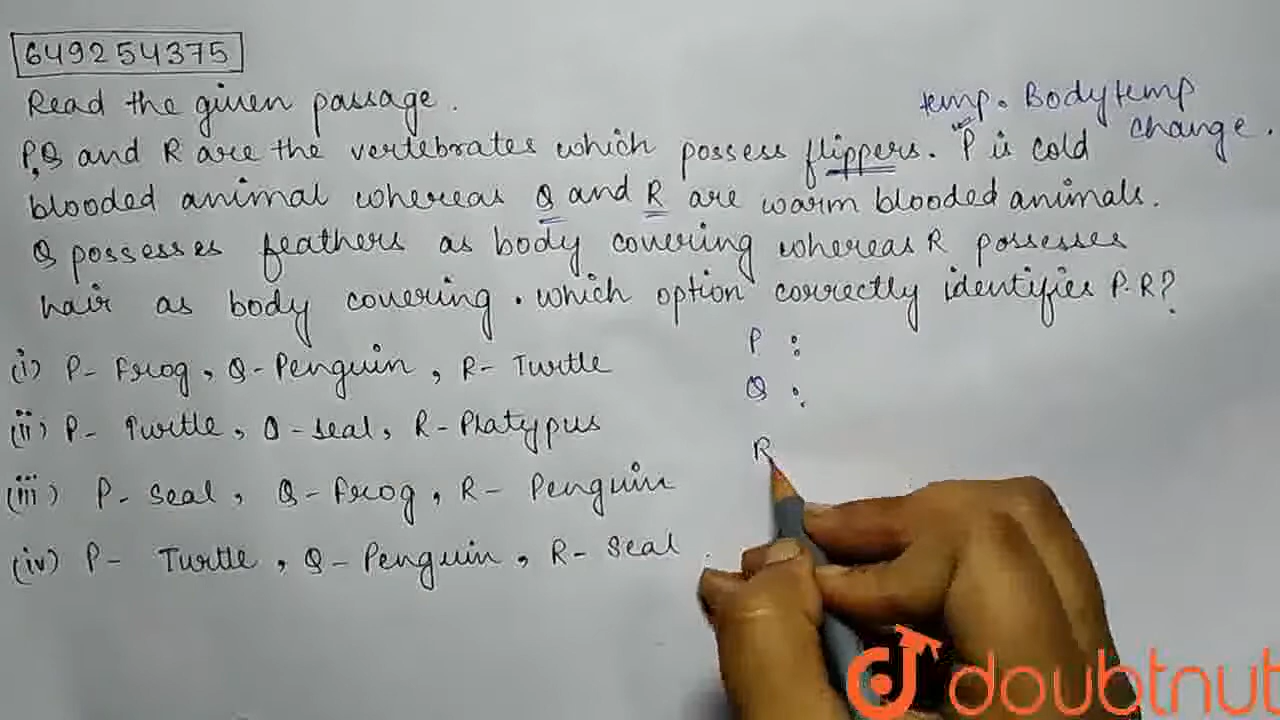 649254375
Read the given passage.
temp. Body temp
change.
P,Q and R are the vertebrates which possess flippers. P is cold
blooded animal whereas Q and R are warm blooded animals.
Q possesses feathers as body covering whereas R possesses
hair as body covering. which option correctly identifies P-R?
P :
(i) P- Frog, Q- Penguin, R- Turtle
Q :
(ii) P- Turtle, Q- seal, R- Platypus
R
(iii) P- seal, Q- Frog, R- Penguin
(iv) P- Turtle, Q- Penguin, R- Seal.
doubtnut